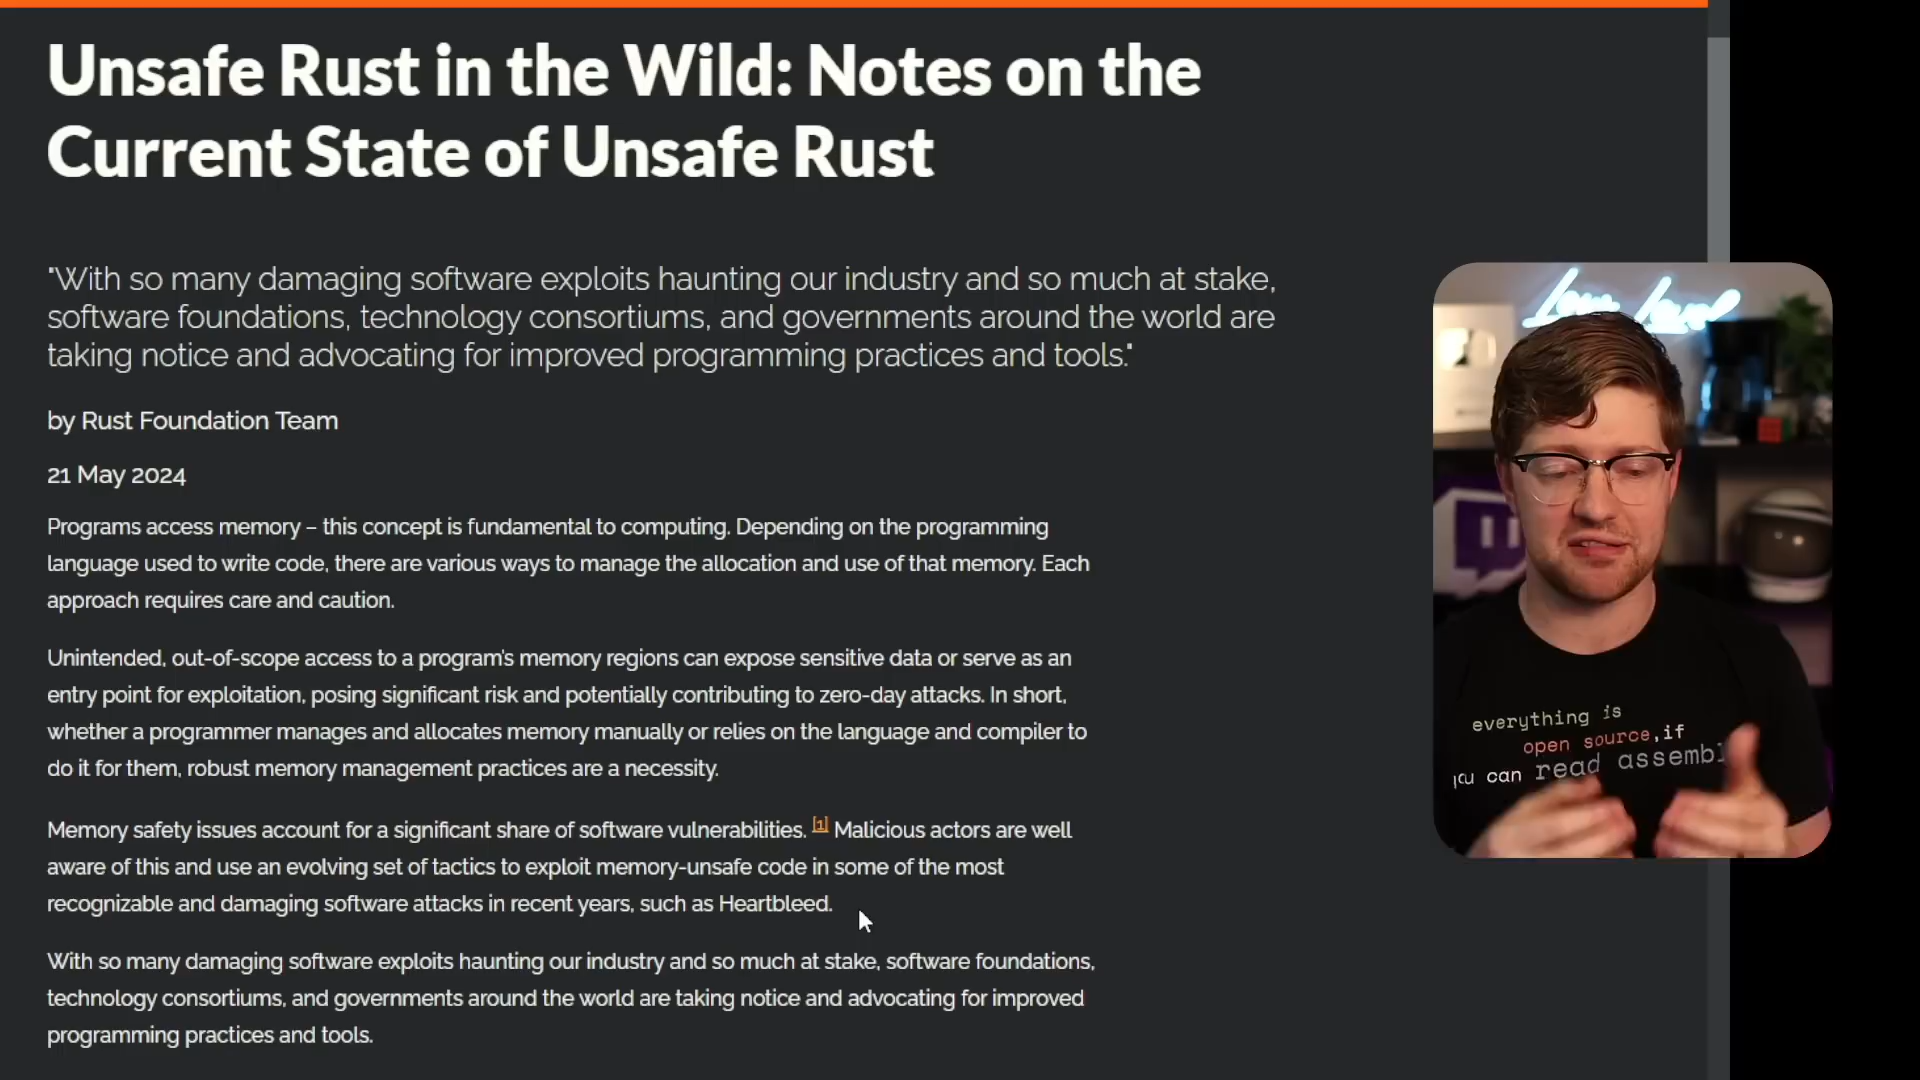 Unsafe Rust in the Wild: Notes on the
Current State of Unsafe Rust
"With so many damaging software exploits haunting our industry and so much at stake,
software foundations, technology consortiums, and governments around the world are
taking notice and advocating for improved programming practices and tools."
by Rust Foundation Team
21 May 2024
Programs access memory – this concept is fundamental to computing. Depending on the programming
language used to write code, there are various ways to manage the allocation and use of that memory. Each
approach requires care and caution.
Unintended, out-of-scope access to a program's memory regions can expose sensitive data or serve as an
entry point for exploitation, posing significant risk and potentially contributing to zero-day attacks. In short,
whether a programmer manages and allocates memory manually or relies on the language and compiler to
do it for them, robust memory management practices are a necessity.
Memory safety issues account for a significant share of software vulnerabilities. [1] Malicious actors are well
aware of this and use an evolving set of tactics to exploit memory-unsafe code in some of the most
recognizable and damaging software attacks in recent years, such as Heartbleed.
With so many damaging software exploits haunting our industry and so much at stake, software foundations,
technology consortiums, and governments around the world are taking notice and advocating for improved
programming practices and tools.
Low Level
everything is
open source,if
you can read assembl